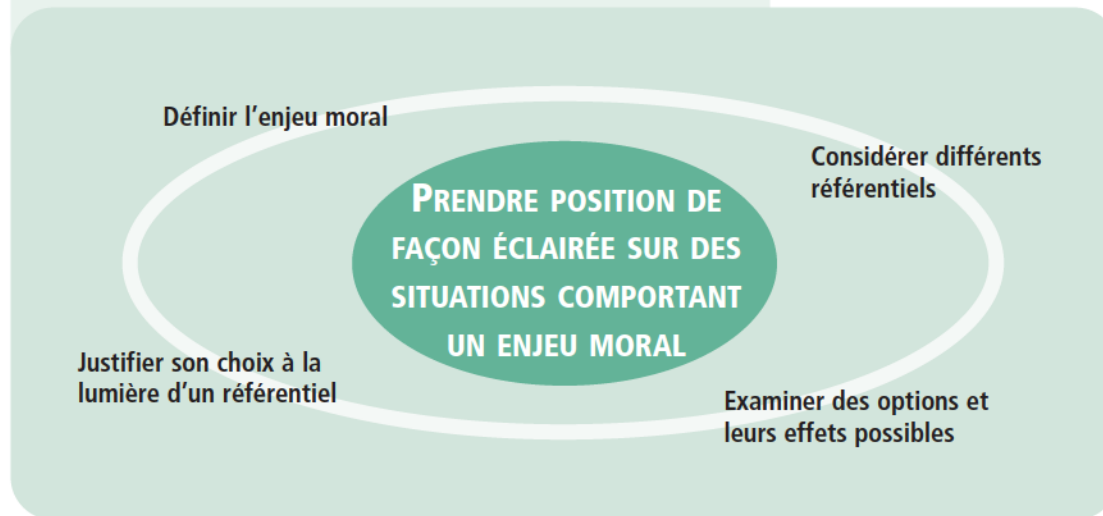 Définir l'enjeu moral
Considérer différents
référentiels
PRENDRE POSITION DE
FAÇON ÉCLAIRÉE SUR DES
SITUATIONS COMPORTANT
UN ENJEU MORAL
Justifier son choix à la
lumière d'un référentiel
Examiner des options et
leurs effets possibles